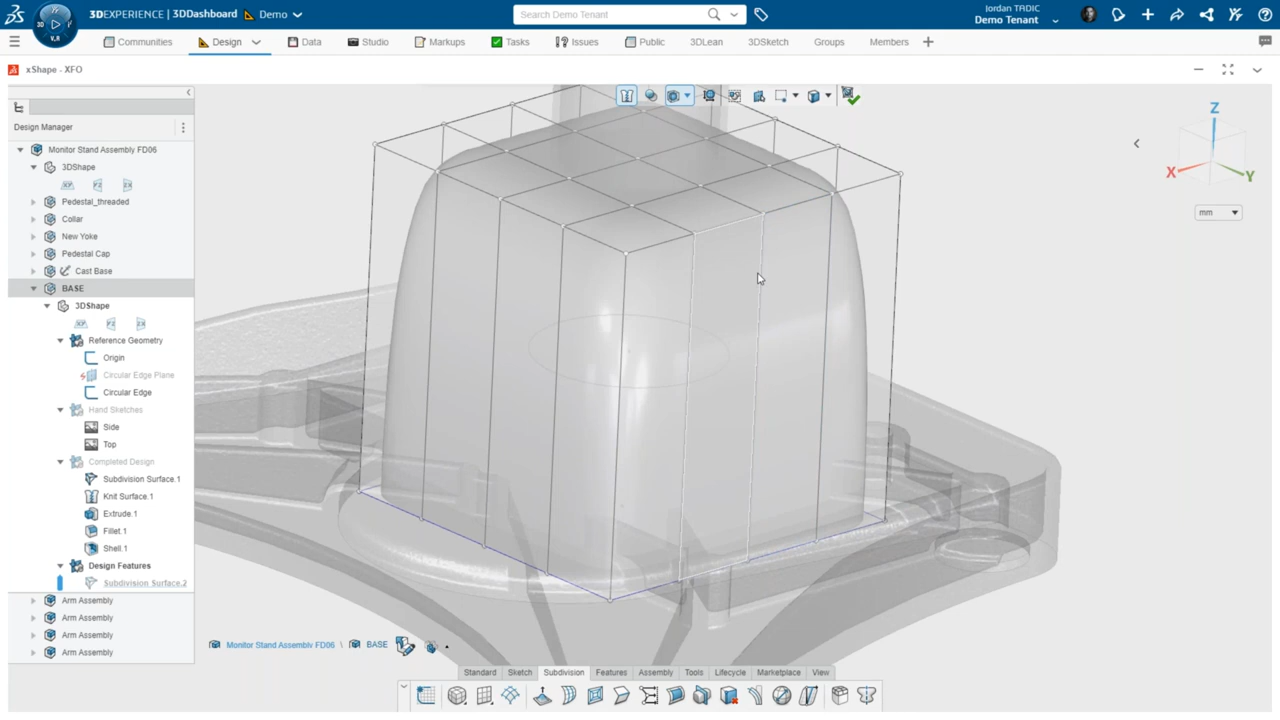 3DEXPERIENCE | 3DDashboard Demo
Search Demo Tenant
Jordan TRDIC
Demo Tenant
3D
V.R
Communities Design Data Studio Markups Tasks Issues Public 3DLean 3DSketch Groups Members
xShape - XFO
Design Manager
Monitor Stand Assembly FD06
3DShape
Pedestal_threaded
Collar
New Yoke
Pedestal Cap
Cast Base
BASE
3DShape
Reference Geometry
Origin
Circular Edge Plane
Circular Edge
Hand Sketches
Side
Top
Completed Design
Subdivision Surface.1
Knit Surface.1
Extrude.1
Fillet.1
Shell.1
Design Features
Subdivision Surface.2
Arm Assembly
Arm Assembly
Arm Assembly
Arm Assembly
Z
X
Y
mm
Monitor Stand Assembly FD06 \ BASE
Standard Sketch Subdivision Features Assembly Tools Lifecycle Marketplace View